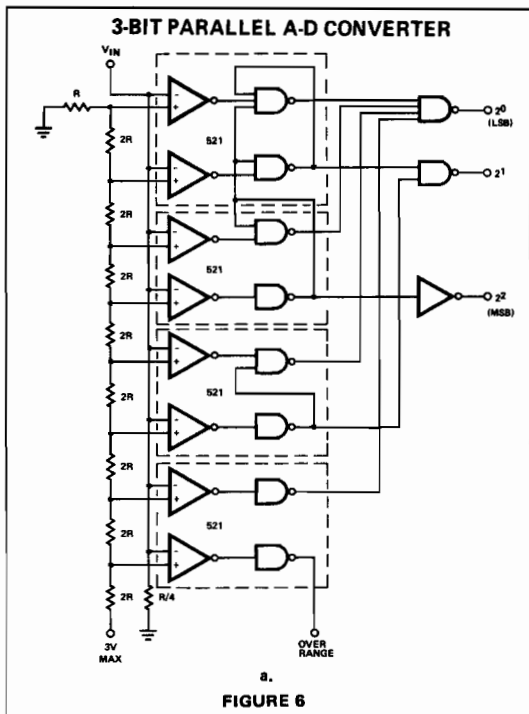 3-BIT PARALLEL A-D CONVERTER
VIN
R
2R
521
2⁰
(LSB)
2¹
2R
2R
521
2²
(MSB)
2R
2R
521
2R
2R
521
2R
2R
R/4
3V
MAX
OVER
RANGE
a.
FIGURE 6